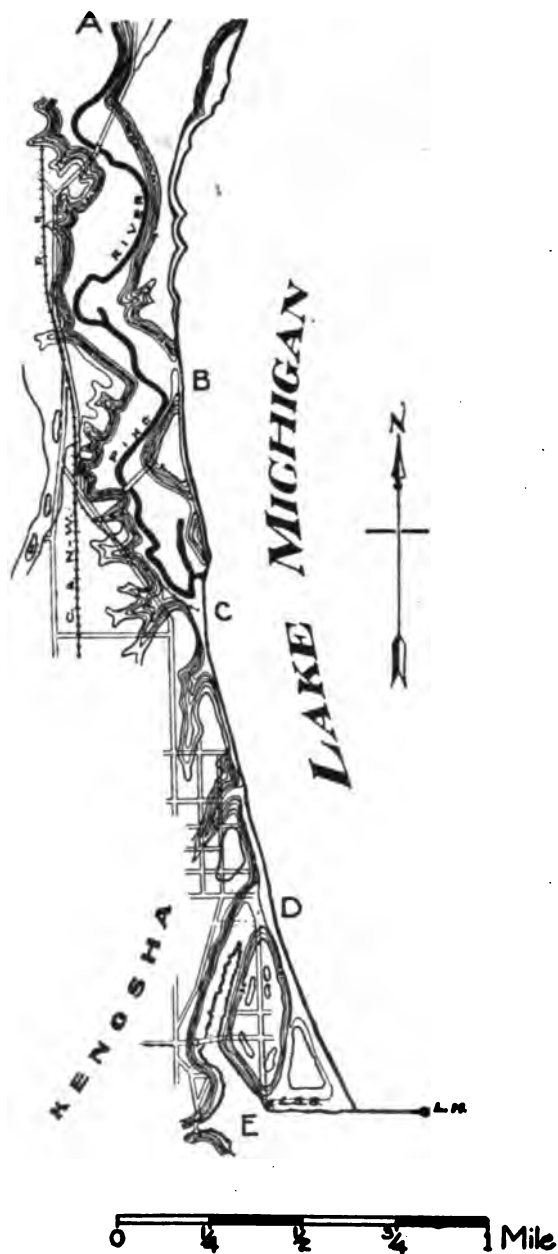 A
R. R.
RIVER
B
PIKE
C. & N-W.
C
LAKE MICHIGAN
N
D
KENOSHA
E
L.H.
0 1/4 1/2 3/4 1 Mile